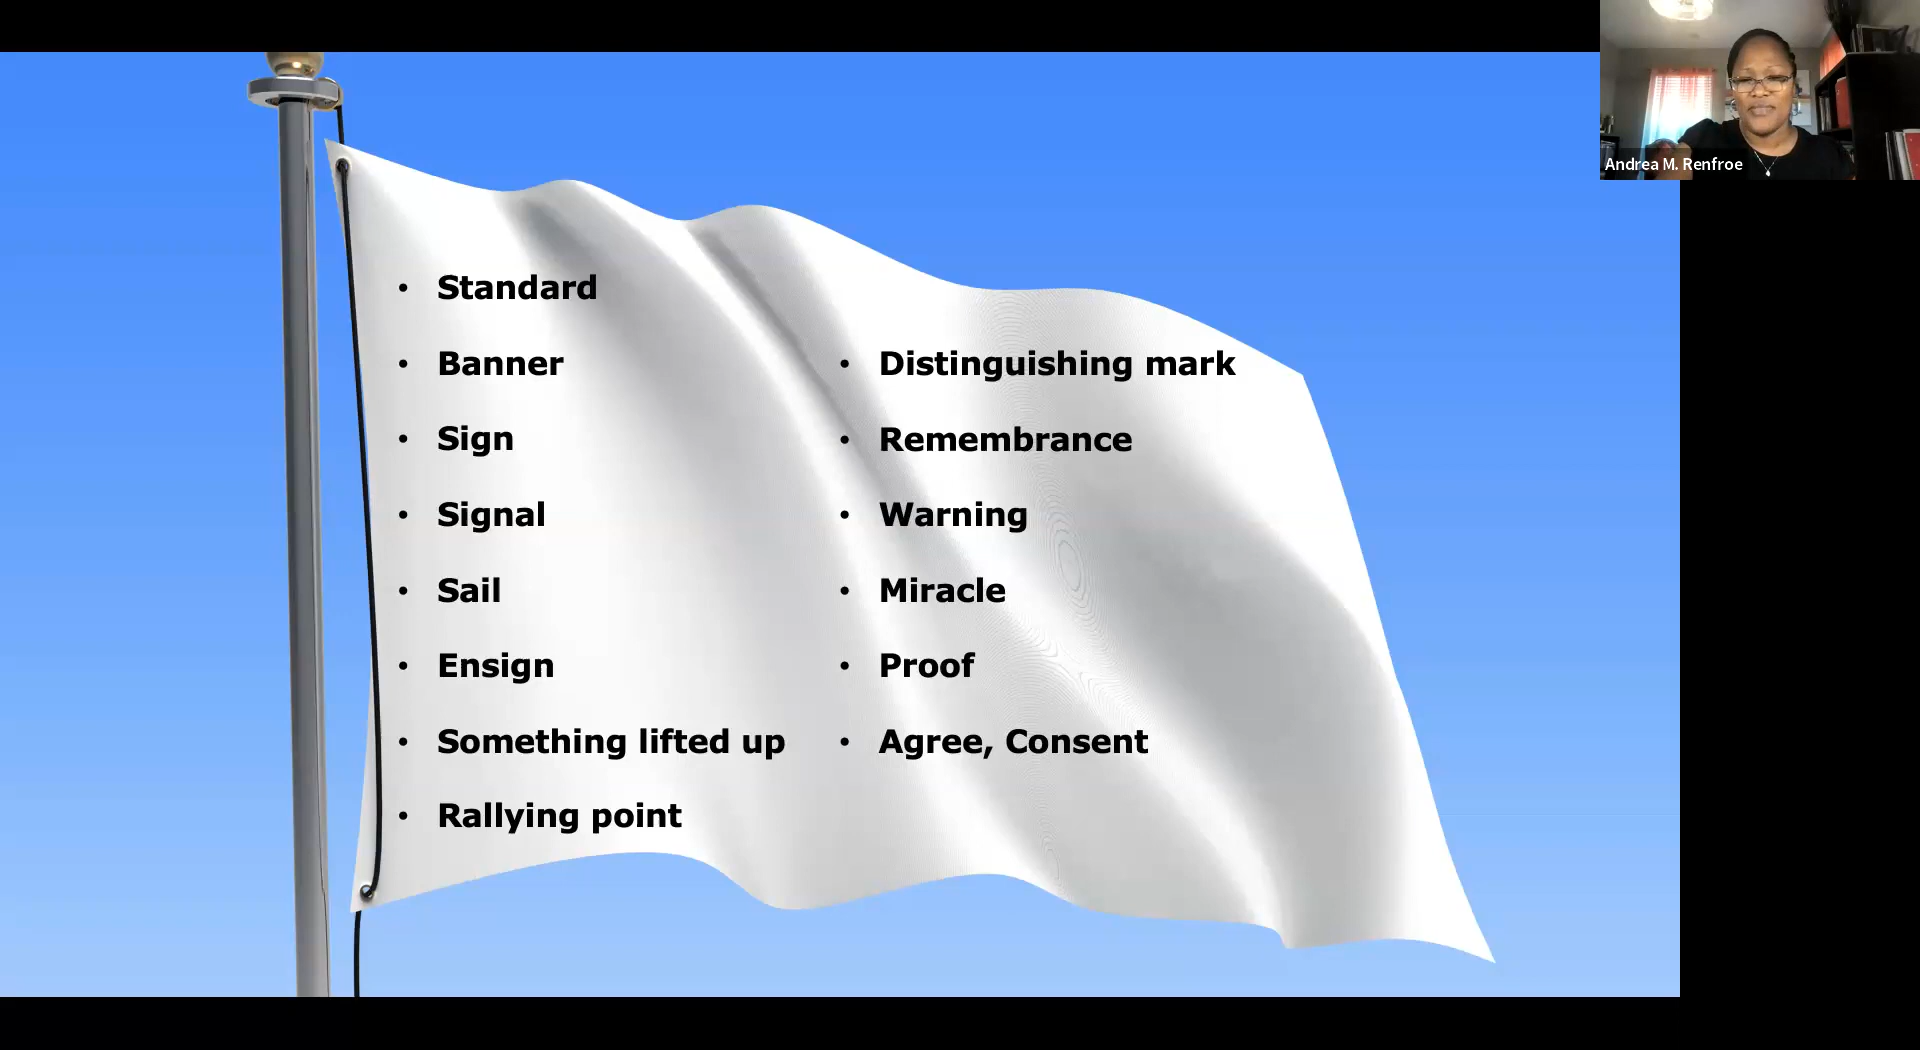 • Standard
• Banner
• Sign
• Signal
• Sail
• Ensign
• Something lifted up
• Rallying point
• Distinguishing mark
• Remembrance
• Warning
• Miracle
• Proof
• Agree, Consent
Andrea M. Renfroe